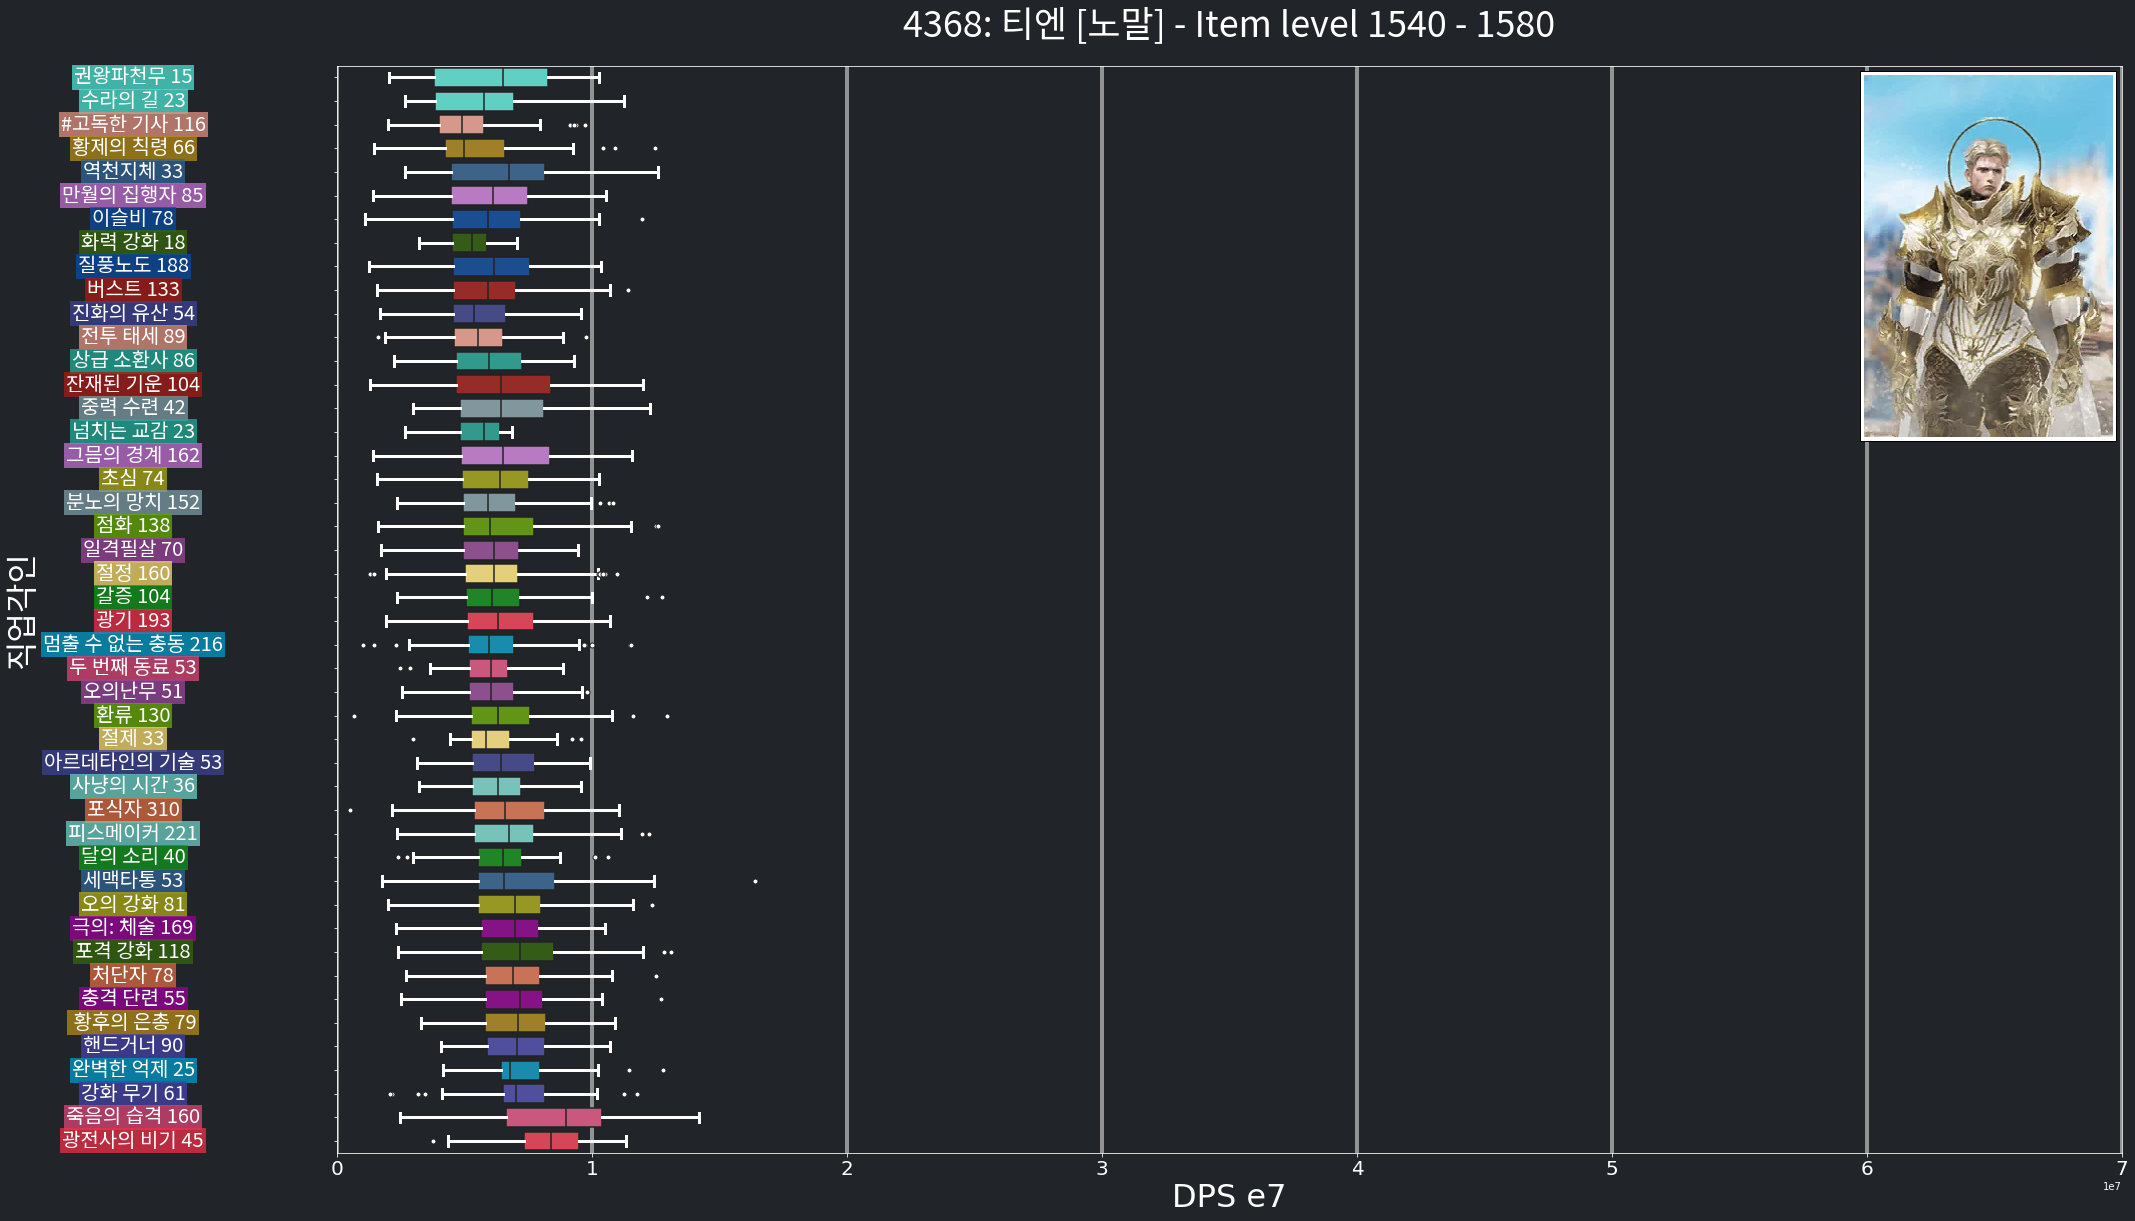 4368: 티엔 [노말] - Item level 1540 - 1580
직업각인
권왕파천무 15
수라의 길 23
#고독한 기사 116
황제의 칙령 66
역천지체 33
만월의 집행자 85
이슬비 78
화력 강화 18
질풍노도 188
버스트 133
진화의 유산 54
전투 태세 89
상급 소환사 86
잔재된 기운 104
중력 수련 42
넘치는 교감 23
그믐의 경계 162
초심 74
분노의 망치 152
점화 138
일격필살 70
절정 160
갈증 104
광기 193
멈출 수 없는 충동 216
두 번째 동료 53
오의난무 51
환류 130
절제 33
아르데타인의 기술 53
사냥의 시간 36
포식자 310
피스메이커 221
달의 소리 40
세맥타통 53
오의 강화 81
극의: 체술 169
포격 강화 118
처단자 78
충격 단련 55
황후의 은총 79
핸드거너 90
완벽한 억제 25
강화 무기 61
죽음의 습격 160
광전사의 비기 45
0 1 2 3 4 5 6 7
1e7
DPS e7